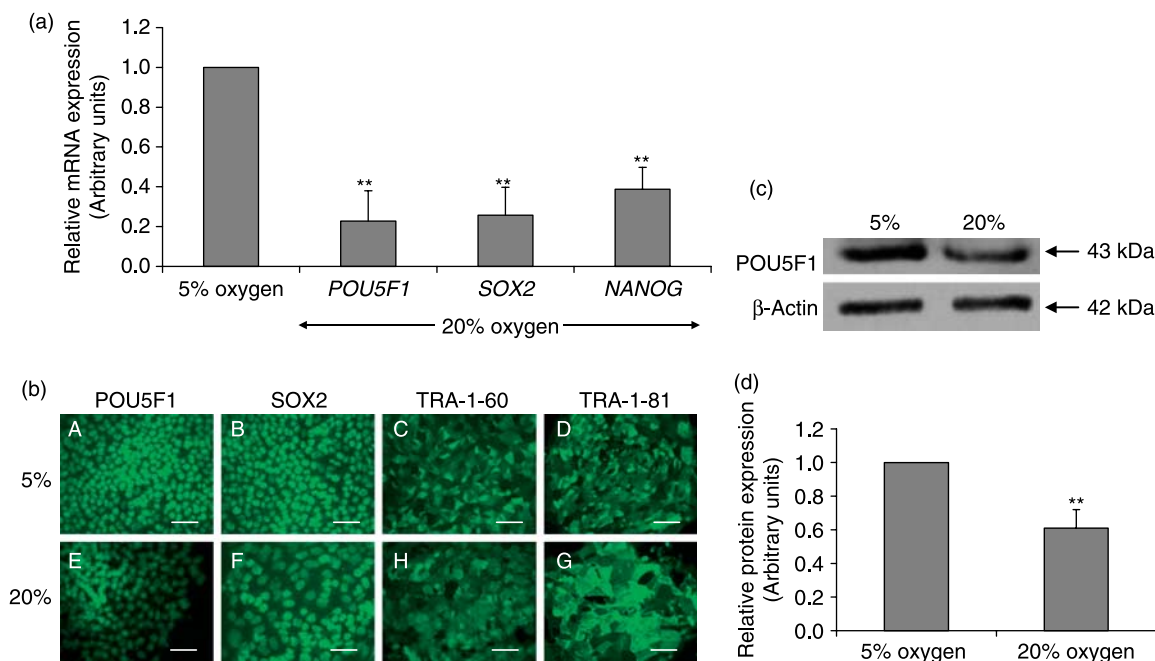 (a)
Relative mRNA expression
(Arbitrary units)
1.2
1.0
0.8
0.6
0.4
0.2
0.0
**
**
**
5% oxygen
POU5F1
SOX2
NANOG
20% oxygen
(b)
POU5F1
SOX2
TRA-1-60
TRA-1-81
5%
A
B
C
D
20%
E
F
H
G
(c)
5%
20%
POU5F1
43 kDa
β-Actin
42 kDa
(d)
Relative protein expression
(Arbitrary units)
1.2
1.0
0.8
0.6
0.4
0.2
0.0
**
5% oxygen
20% oxygen